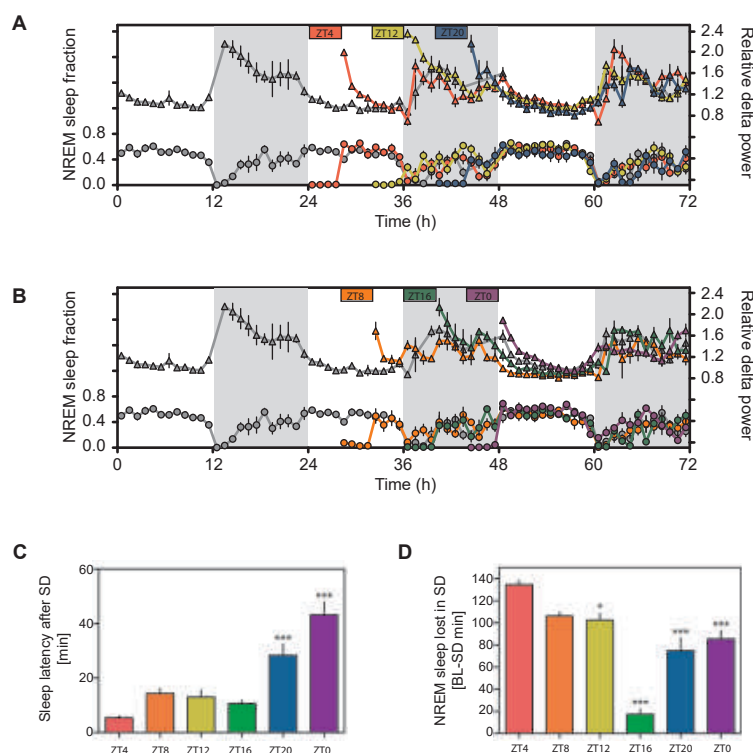 A
ZT4
ZT12
ZT20
NREM sleep fraction
0.8
0.4
0.0
2.4
2.0
1.6
1.2
0.8
Relative delta power
0 12 24 36 48 60 72
Time (h)
B
ZT8
ZT16
ZT0
NREM sleep fraction
0.8
0.4
0.0
2.4
2.0
1.6
1.2
0.8
Relative delta power
0 12 24 36 48 60 72
Time (h)
C
Sleep latency after SD
[min]
60
40
20
0
***
***
ZT4 ZT8 ZT12 ZT16 ZT20 ZT0
D
NREM sleep lost in SD
[BL-SD min]
140
120
100
80
60
40
20
0
*
***
***
***
ZT4 ZT8 ZT12 ZT16 ZT20 ZT0